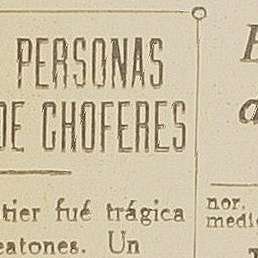 PERSONAS
DE CHOFERES
tier fué trágica
eatones. Un
nor.
medi